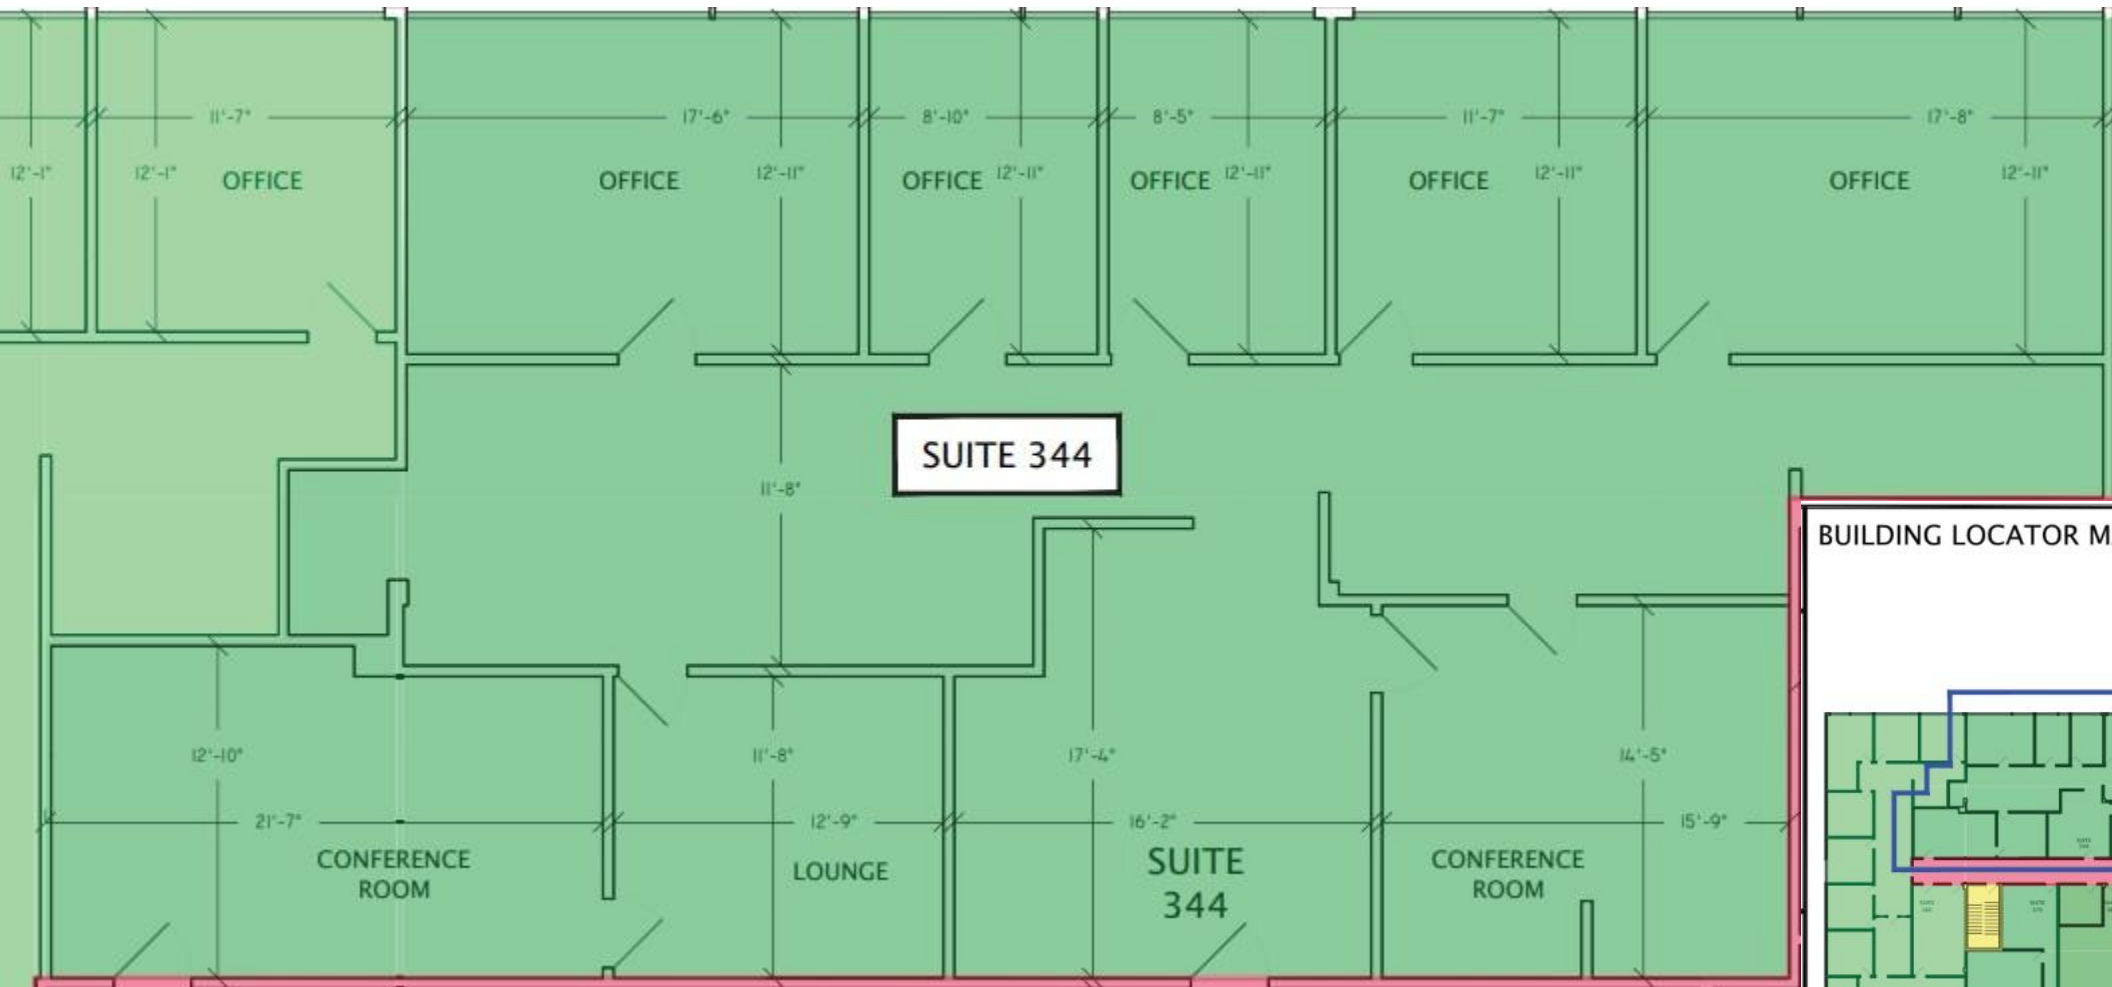 11'-7"
17'-6"
8'-10"
8'-5"
11'-7"
17'-8"
12'-1"
12'-1"
OFFICE
OFFICE
12'-11"
OFFICE
12'-11"
OFFICE
12'-11"
OFFICE
12'-11"
OFFICE
12'-11"
SUITE 344
11'-8"
BUILDING LOCATOR M
12'-10"
11'-8"
17'-4"
14'-5"
21'-7"
12'-9"
16'-2"
15'-9"
CONFERENCE
ROOM
LOUNGE
SUITE
344
CONFERENCE
ROOM